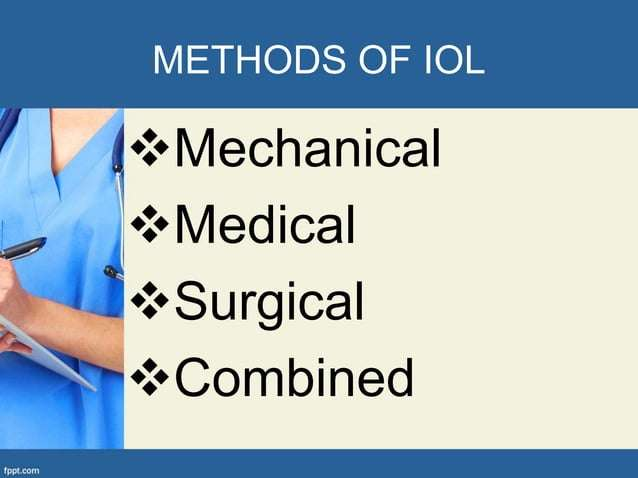 METHODS OF IOL
❖Mechanical
❖Medical
❖Surgical
❖Combined
fppt.com